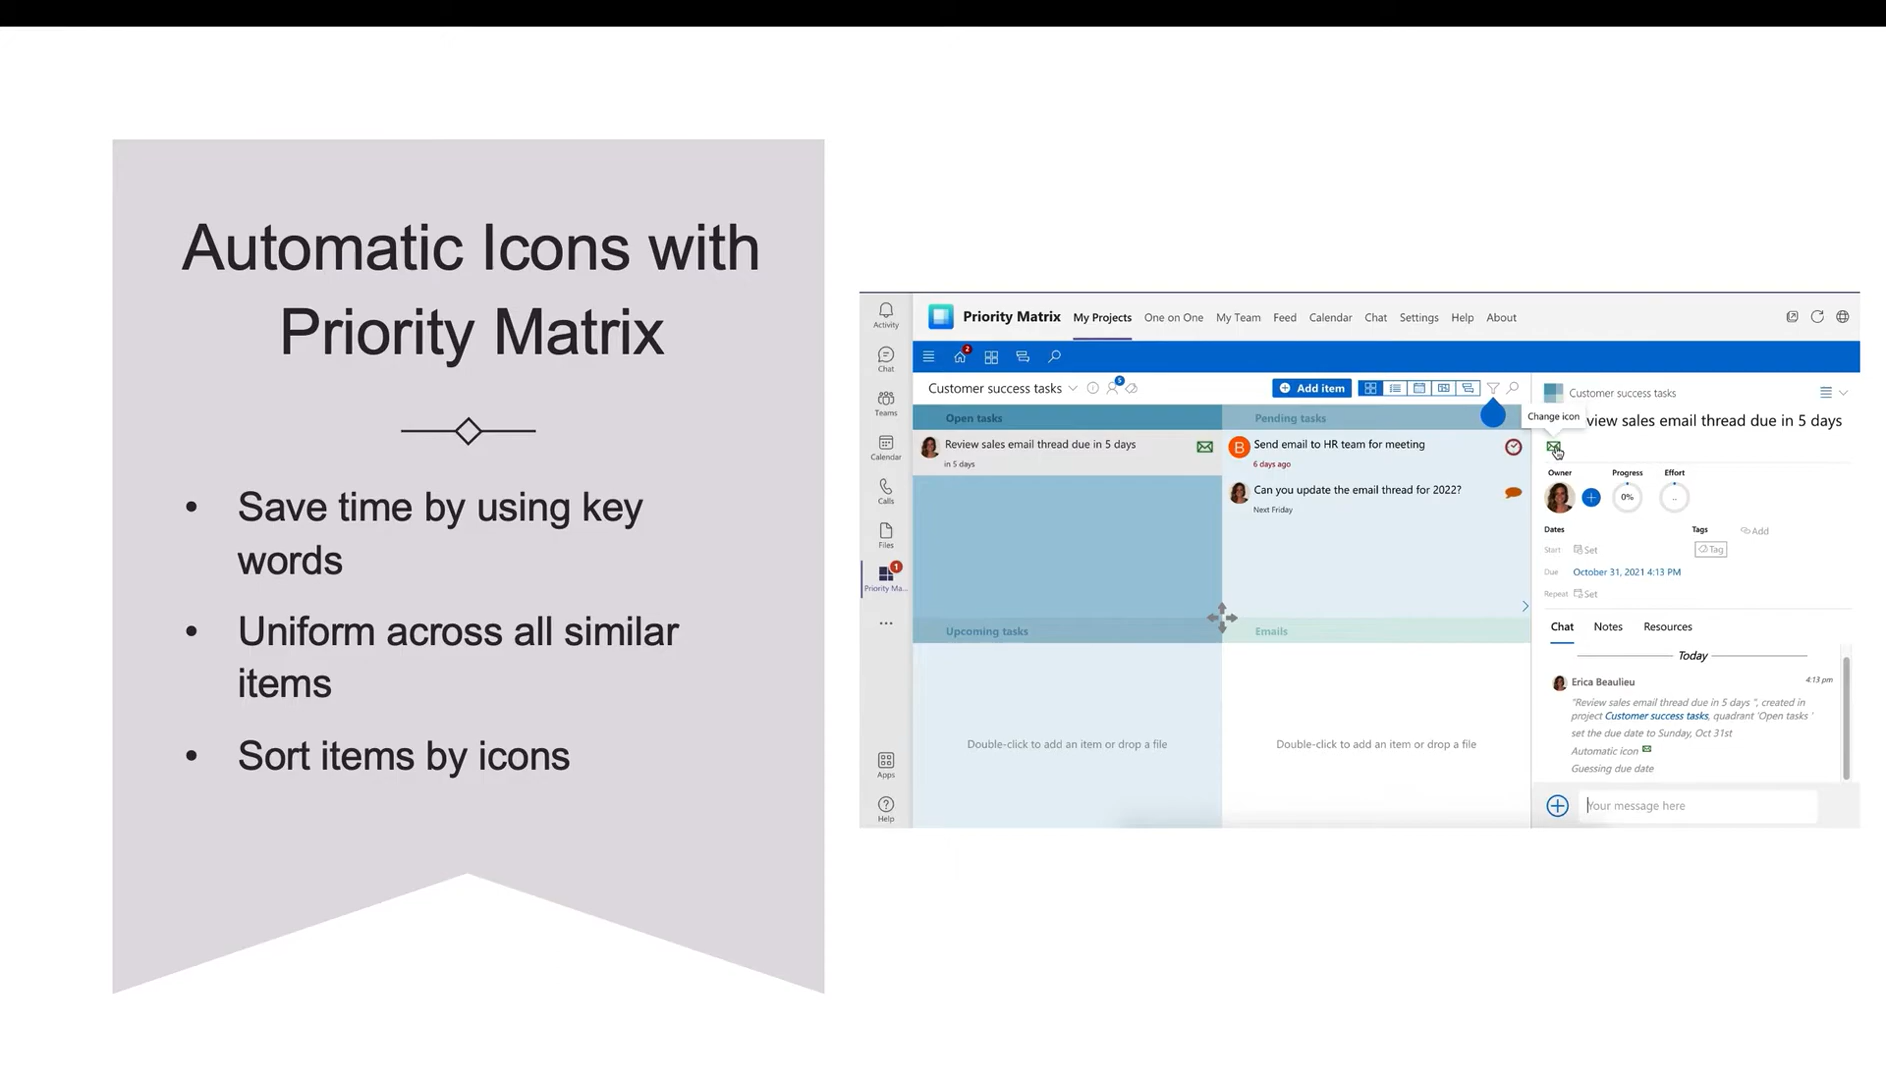 Automatic Icons with
Priority Matrix
• Save time by using key
words
• Uniform across all similar
items
• Sort items by icons
Activity
Chat
Teams
Calendar
Calls
Files
1
Priority Ma...
Apps
Help
Priority Matrix My Projects One on One My Team Feed Calendar Chat Settings Help About
2
Customer success tasks
Add item
Open tasks
Review sales email thread due in 5 days
in 5 days
Pending tasks
B Send email to HR team for meeting
6 days ago
Can you update the email thread for 2022?
Next Friday
Upcoming tasks
Double-click to add an item or drop a file
Emails
Double-click to add an item or drop a file
Customer success tasks
Change icon
view sales email thread due in 5 days
Owner Progress Effort
0% ..
Dates Tags Add
Start Set Tag
Due October 31, 2021 4:13 PM
Repeat Set
Chat Notes Resources
Today
Erica Beaulieu 4:13 pm
"Review sales email thread due in 5 days ", created in
project Customer success tasks, quadrant 'Open tasks '
set the due date to Sunday, Oct 31st
Automatic icon
Guessing due date
Your message here